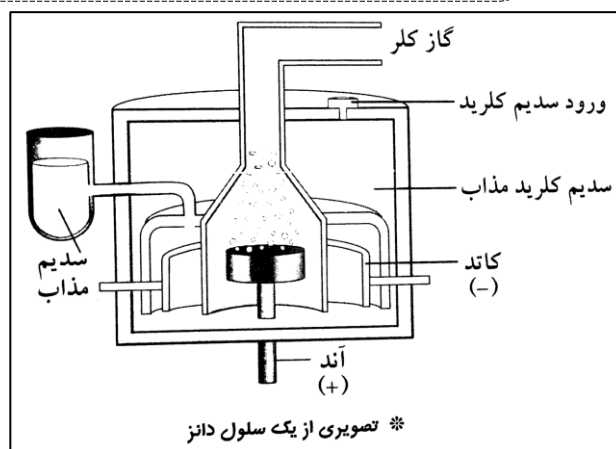 گاز کلر
ورود سدیم کلرید
سدیم کلرید مذاب
سدیم
مذاب
کاتد
(−)
آند
(+)
❊ تصویری از یک سلول دانز